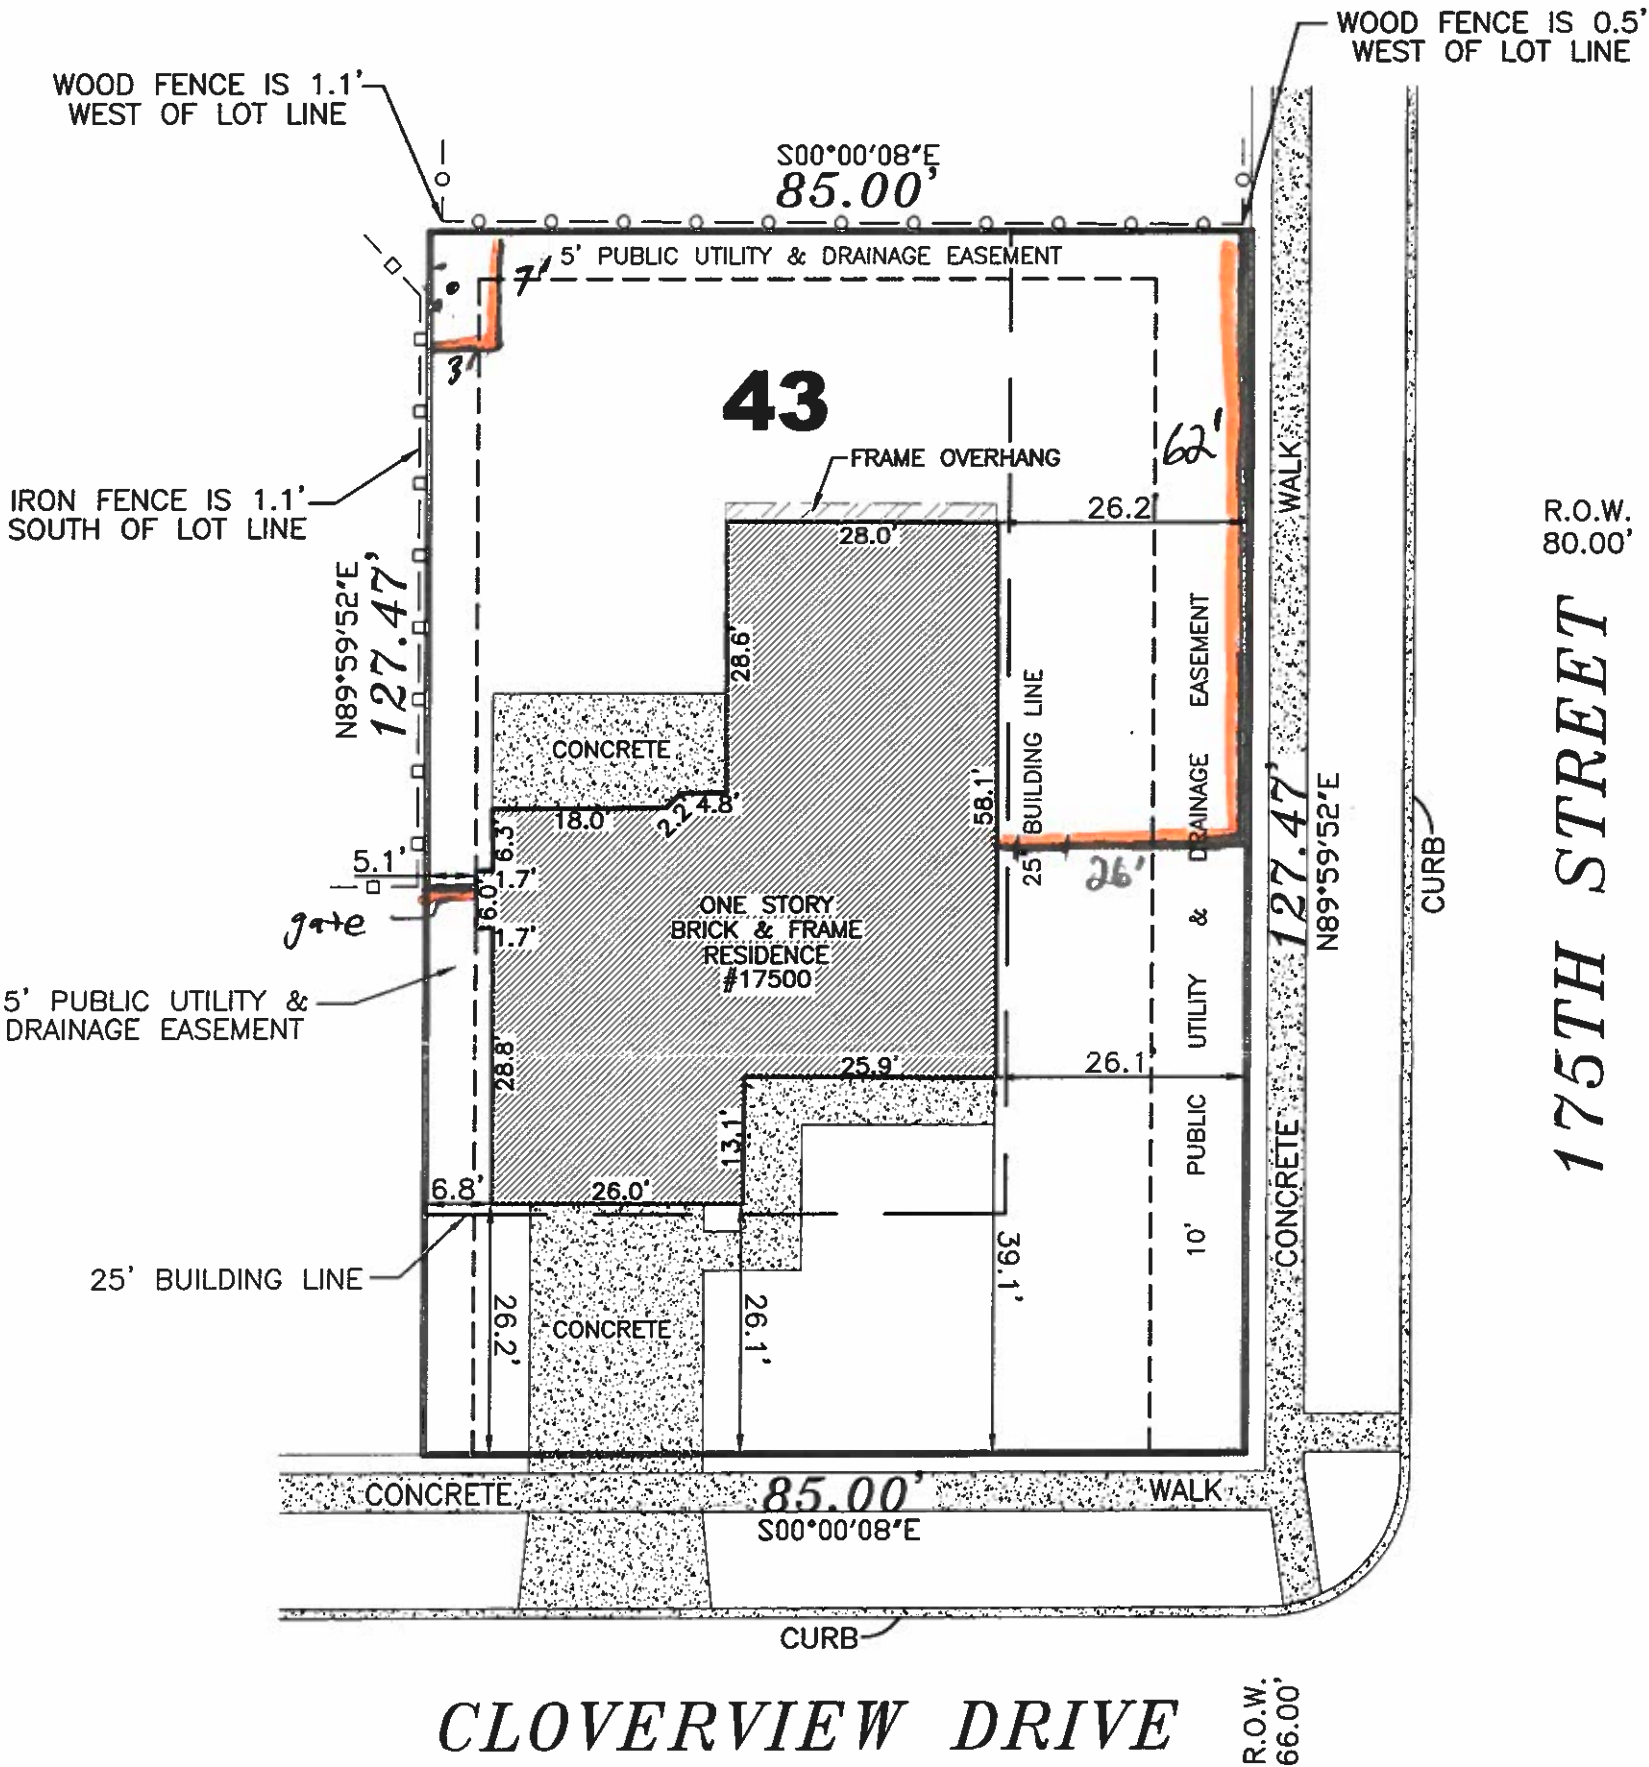 WOOD FENCE IS 0.5'
WEST OF LOT LINE
WOOD FENCE IS 1.1'
WEST OF LOT LINE
S00°00'08"E
85.00'
5' PUBLIC UTILITY & DRAINAGE EASEMENT
7'
3'
43
62'
FRAME OVERHANG
IRON FENCE IS 1.1'
SOUTH OF LOT LINE
26.2'
28.0'
WALK
R.O.W.
80.00'
N89°59'52"E
127.47'
28.6'
CONCRETE
18.0'
2.2'
4.8'
58.1'
25' BUILDING LINE
10' PUBLIC UTILITY & DRAINAGE EASEMENT
175TH STREET
127.47'
N89°59'52"E
CURB
6.3'
5.1'
1.7'
6.0'
1.7'
gate
26'
ONE STORY
BRICK & FRAME
RESIDENCE
#17500
5' PUBLIC UTILITY &
DRAINAGE EASEMENT
28.8'
25.9'
26.1'
13.1'
CONCRETE
6.8'
26.0'
25' BUILDING LINE
39.1'
26.2'
CONCRETE
26.1'
CONCRETE
85.00'
WALK
S00°00'08"E
CURB
CLOVERVIEW DRIVE
R.O.W.
66.00'